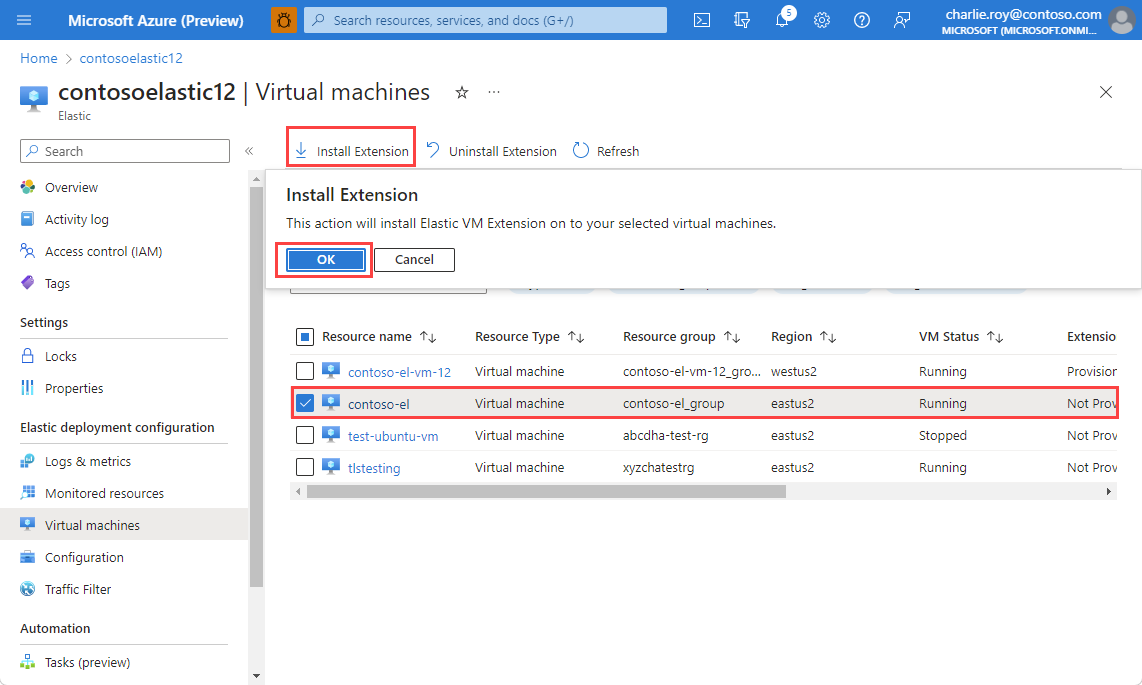 Microsoft Azure (Preview)
Search resources, services, and docs (G+/)
5
charlie.roy@contoso.com
MICROSOFT (MICROSOFT.ONMI...
Home > contosoelastic12
contosoelastic12 | Virtual machines
Elastic
Search
Install Extension
Uninstall Extension
Refresh
Install Extension
This action will install Elastic VM Extension on to your selected virtual machines.
OK
Cancel
Overview
Activity log
Access control (IAM)
Tags
Settings
Locks
Properties
Elastic deployment configuration
Logs & metrics
Monitored resources
Virtual machines
Configuration
Traffic Filter
Automation
Tasks (preview)
Resource name Resource Type Resource group Region VM Status Extensio
contoso-el-vm-12 Virtual machine contoso-el-vm-12_gro... westus2 Running Provision
contoso-el Virtual machine contoso-el_group eastus2 Running Not Prov
test-ubuntu-vm Virtual machine abcdha-test-rg eastus2 Stopped Not Prov
tlstesting Virtual machine xyzchatestrg eastus2 Running Not Prov